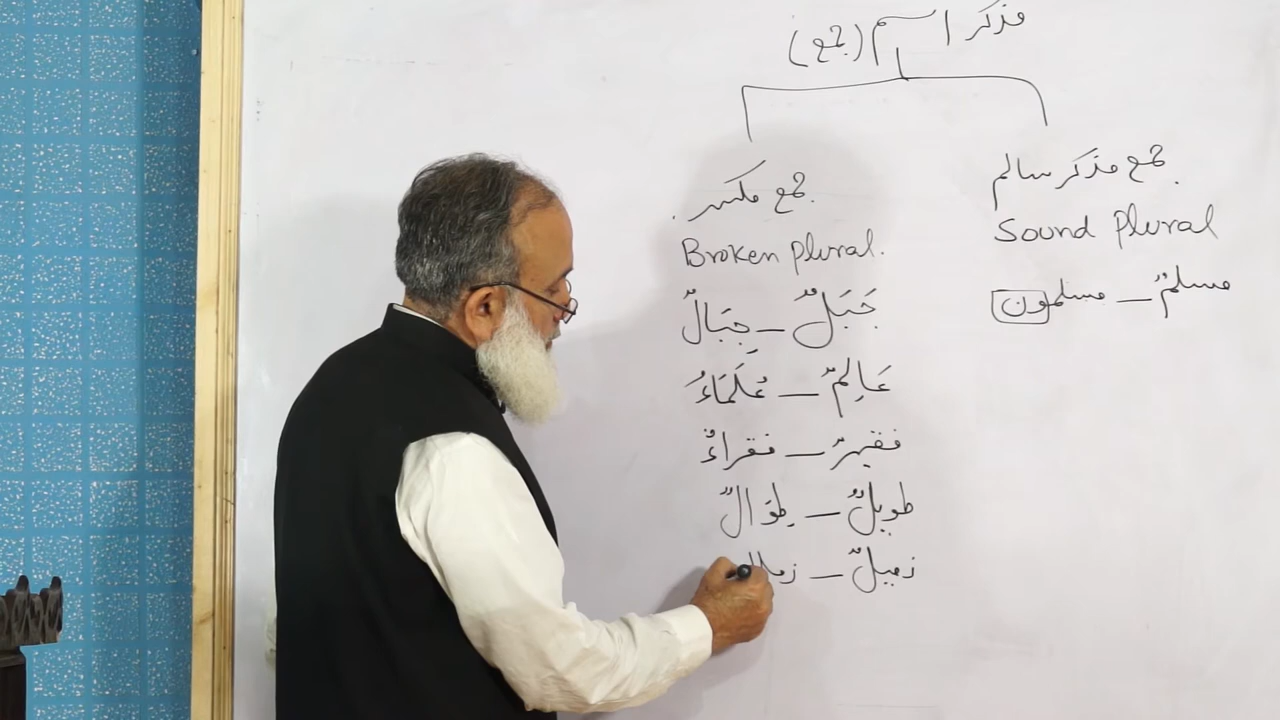 مذکر اسم (جمع)
جمع مذکر سالم
Sound Plural
مسلمٌ – مسلمون
جمع مکسر
Broken plural.
جَبَلٌ – جِبَالٌ
عَالِمٌ – عُلَمَاءُ
فقیرٌ – فقراءٌ
طویلٌ – طِوَالٌ
زمیلٌ –